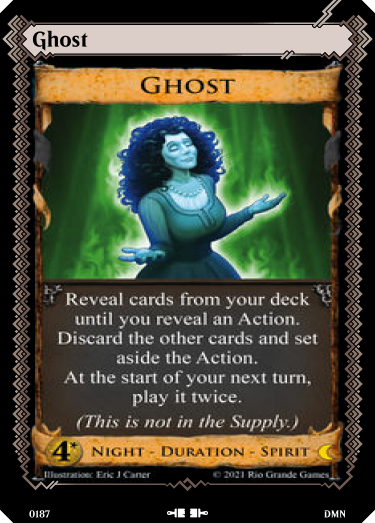 Ghost
GHOST
Reveal cards from your deck
until you reveal an Action.
Discard the other cards and set
aside the Action.
At the start of your next turn,
play it twice.
(This is not in the Supply.)
4* NIGHT - DURATION - SPIRIT
Illustration: Eric J Carter © 2021 Rio Grande Games
0187 DMN